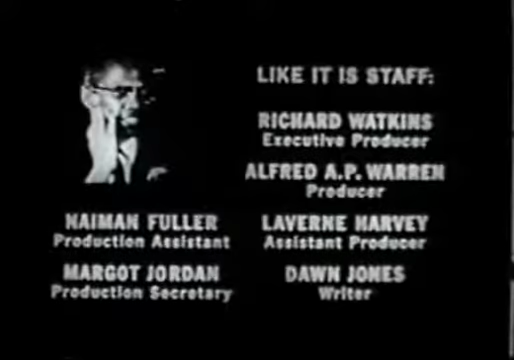 LIKE IT IS STAFF:
RICHARD WATKINS
Executive Producer
ALFRED A.P. WARREN
Producer
NAIMAN FULLER
Production Assistant
LAVERNE HARVEY
Assistant Producer
MARGOT JORDAN
Production Secretary
DAWN JONES
Writer